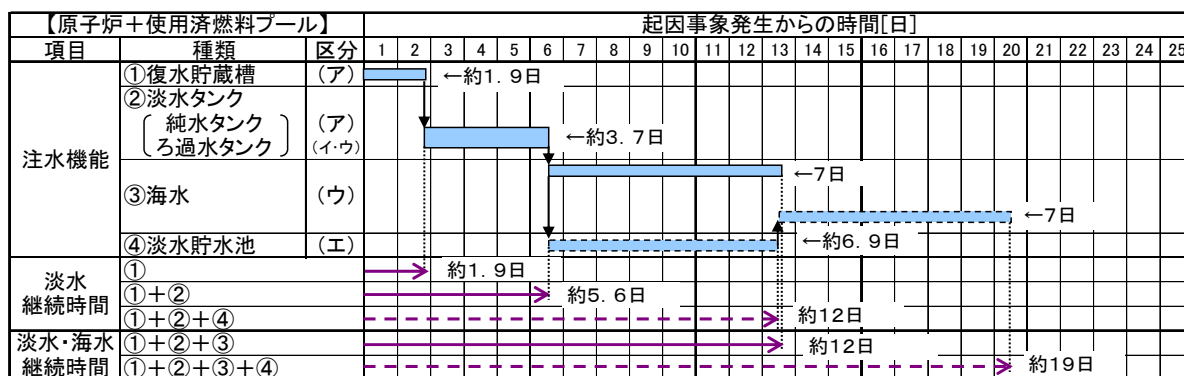 【原子炉＋使用済燃料プール】 起因事象発生からの時間[日]
項目 種類 区分 1 2 3 4 5 6 7 8 9 10 11 12 13 14 15 16 17 18 19 20 21 22 23 24 25
注水機能
①復水貯蔵槽 (ア) ←約1．9日
②淡水タンク
純水タンク (ア)
ろ過水タンク (イ・ウ) ←約3．7日
③海水 (ウ) ←7日
←7日
④淡水貯水池 (エ) ←約6．9日
淡水
継続時間
① 約1．9日
①＋② 約5．6日
①＋②＋④ 約12日
淡水・海水
継続時間
①＋②＋③ 約12日
①＋②＋③＋④ 約19日